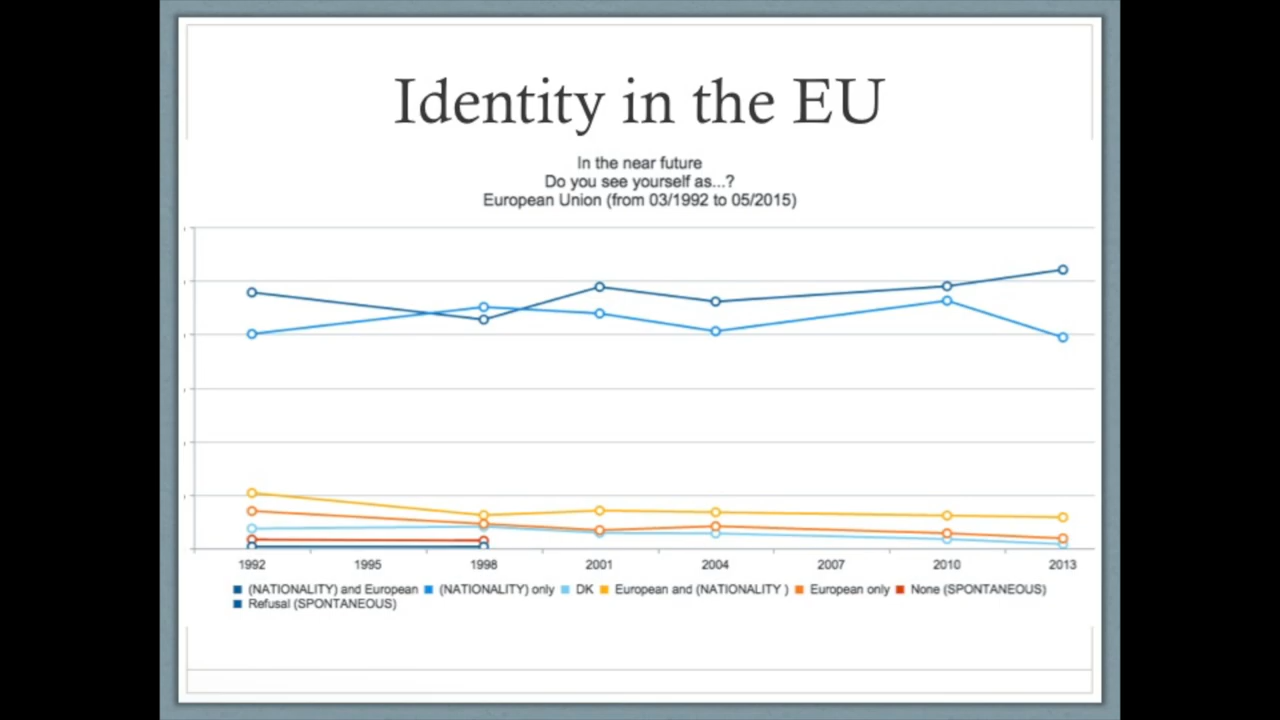 Identity in the EU
In the near future
Do you see yourself as...?
European Union (from 03/1992 to 05/2015)
1992 1995 1998 2001 2004 2007 2010 2013
(NATIONALITY) and European (NATIONALITY) only DK European and (NATIONALITY ) European only None (SPONTANEOUS)
Refusal (SPONTANEOUS)